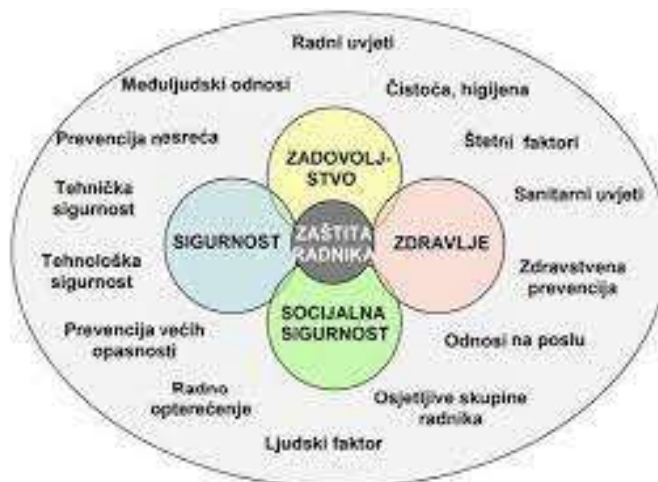 Radni uvjeti
Međuljudski odnosi
Čistoća, higijena
Prevencija nesreća
ZADOVOLJ-
STVO
Štetni faktori
Tehnička
sigurnost
Sanitarni uvjeti
SIGURNOST
ZAŠTITA
RADNIKA
ZDRAVLJE
Tehnološka
sigurnost
Zdravstvena
prevencija
SOCIJALNA
SIGURNOST
Prevencija većih
opasnosti
Odnosi na poslu
Radno
opterećenje
Osjetljive skupine
radnika
Ljudski faktor